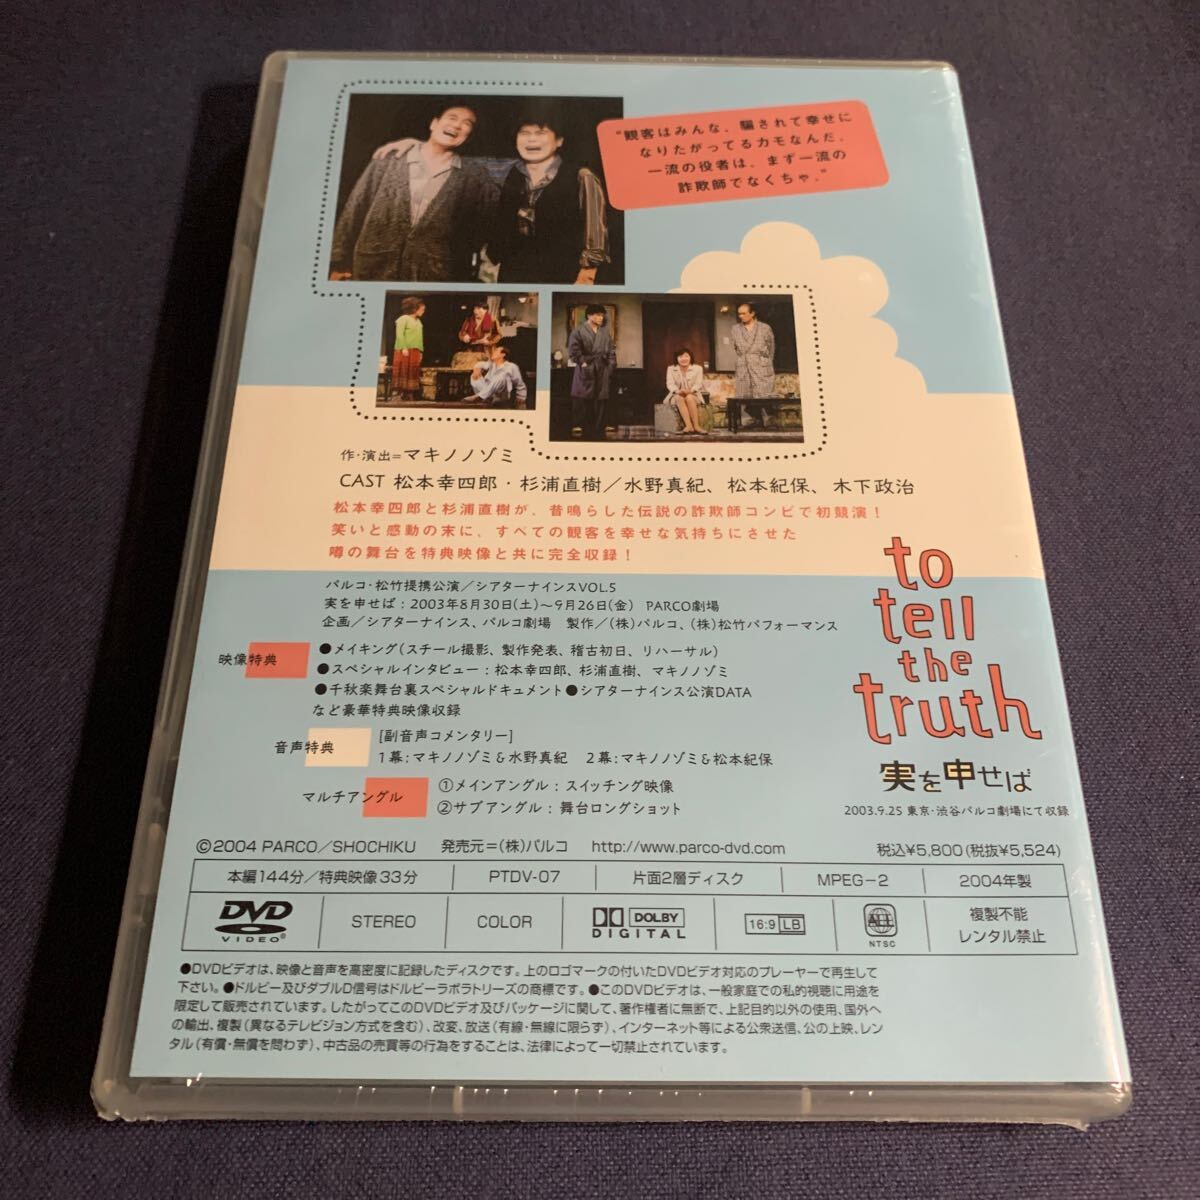 “観客はみんな、騙されて幸せに
なりたがってるカモなんだ。
一流の役者は、まず一流の
詐欺師でなくちゃ。”
作・演出=マキノノゾミ
CAST 松本幸四郎・杉浦直樹／水野真紀、松本紀保、木下政治
松本幸四郎と杉浦直樹が、昔鳴らした伝説の詐欺師コンビで初競演！
笑いと感動の末に、すべての観客を幸せな気持ちにさせた
噂の舞台を特典映像と共に完全収録！
パルコ・松竹提携公演／シアターナインスVOL.5
実を申せば：2003年8月30日(土)〜9月26日(金) PARCO劇場
企画／シアターナインス、パルコ劇場 製作／(株)パルコ、(株)松竹パフォーマンス
映像特典
●メイキング(スチール撮影、製作発表、稽古初日、リハーサル)
●スペシャルインタビュー：松本幸四郎、杉浦直樹、マキノノゾミ
●千秋楽舞台裏スペシャルドキュメント●シアターナインス公演DATA
など豪華特典映像収録
音声特典
[副音声コメンタリー]
1幕：マキノノゾミ＆水野真紀 2幕：マキノノゾミ＆松本紀保
マルチアングル
①メインアングル：スイッチング映像
②サブアングル：舞台ロングショット
to
tell
the
truth
実を申せば
2003.9.25 東京・渋谷パルコ劇場にて収録
©2004 PARCO／SHOCHIKU 発売元=(株)パルコ http://www.parco-dvd.com 税込¥5,800(税抜¥5,524)
本編144分／特典映像33分 PTDV-07 片面2層ディスク MPEG-2 2004年製
DVD VIDEO STEREO COLOR DOLBY DIGITAL 16:9 LB ALL NTSC 複製不能
レンタル禁止
●DVDビデオは、映像と音声を高密度に記録したディスクです。上のロゴマークの付いたDVDビデオ対応のプレーヤーで再生して
下さい。●ドルビー及びダブルD信号はドルビーラボラトリーズの商標です。●このDVDビデオは、一般家庭での私的視聴に用途を
限定して販売されています。したがってこのDVDビデオ及びパッケージに関して、著作権者に無断で、上記目的以外の使用、国外へ
の輸出、複製(異なるテレビジョン方式を含む)、改変、放送(有線・無線に限らず)、インターネット等による公衆送信、公の上映、レン
タル(有償・無償を問わず)、中古品の売買等の行為をすることは、法律によって一切禁止されています。